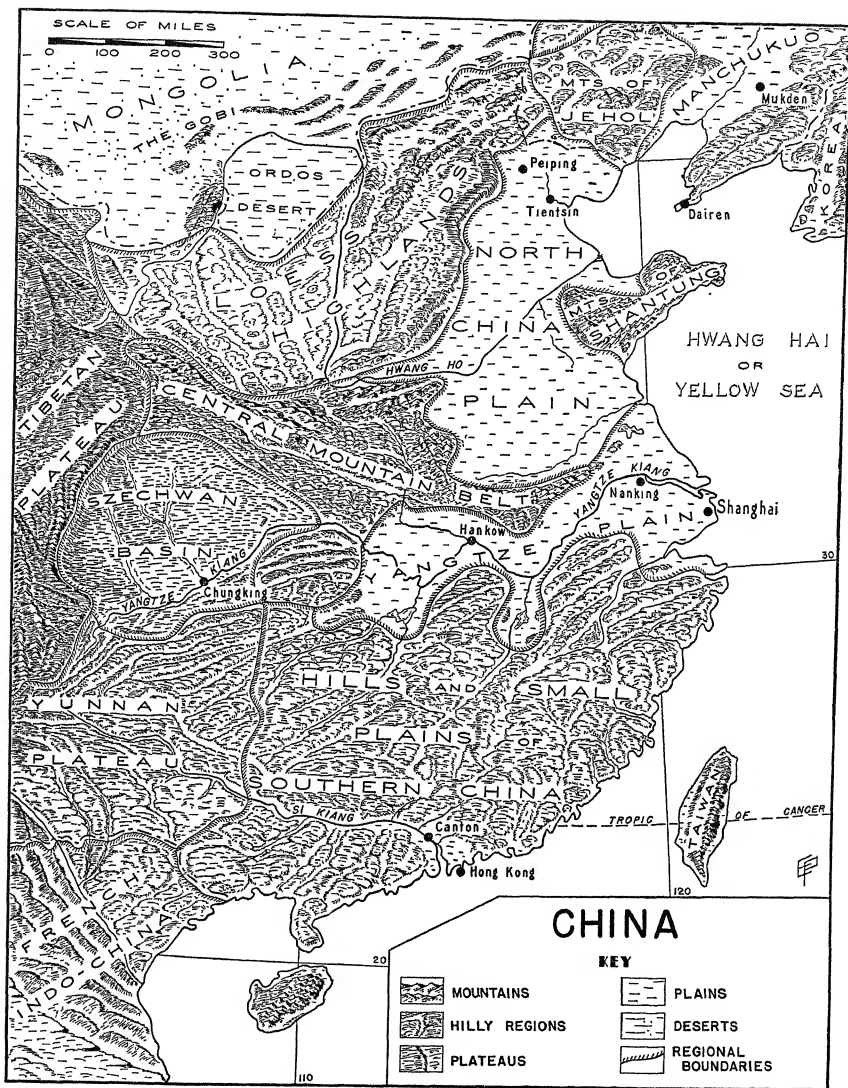 SCALE OF MILES
0 100 200 300
MONGOLIA
THE GOBI
ORDOS
DESERT
LOESS
HIGHLANDS
MTS OF
JEHOL
MANCHUKUO
Mukden
KOREA
Peiping
Tientsin
Dairen
NORTH
CHINA
PLAIN
MTS. OF
SHANTUNG
HWANG HO
HWANG HAI
OR
YELLOW SEA
TIBETAN
PLATEAU
CENTRAL MOUNTAIN BELT
SZECHWAN
BASIN
YANGTZE KIANG
Chungking
Hankow
YANGTZE PLAIN
YANGTZE KIANG
Nanking
Shanghai
30
HILLS AND SMALL
PLAINS OF
OUTHERN CHINA
YUNNAN
PLATEAU
SI KIANG
Canton
Hong Kong
TROPIC OF CANCER
TAIWAN
120
FRENCH
INDO-CHINA
20
110
CHINA
KEY
MOUNTAINS
HILLY REGIONS
PLATEAUS
PLAINS
DESERTS
REGIONAL
BOUNDARIES